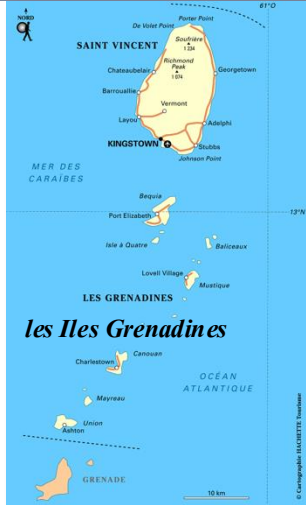 NORD
61°O
Porter Point
De Volet Point
SAINT VINCENT
Soufrière
1 234
Richmond
Peak
1 074
Chateaubelair
Georgetown
Barrouallie
Vermont
Layou
Adelphi
KINGSTOWN
Stubbs
Johnson Point
MER DES
CARAÏBES
Bequia
Port Elizabeth
13°N
Isle à Quatre
Baliceaux
Lovell Village
Mustique
LES GRENADINES
les Iles Grenadines
Canouan
Charlestown
OCÉAN
ATLANTIQUE
Mayreau
Union
Ashton
GRENADE
10 km
© Cartographie HACHETTE Tourisme